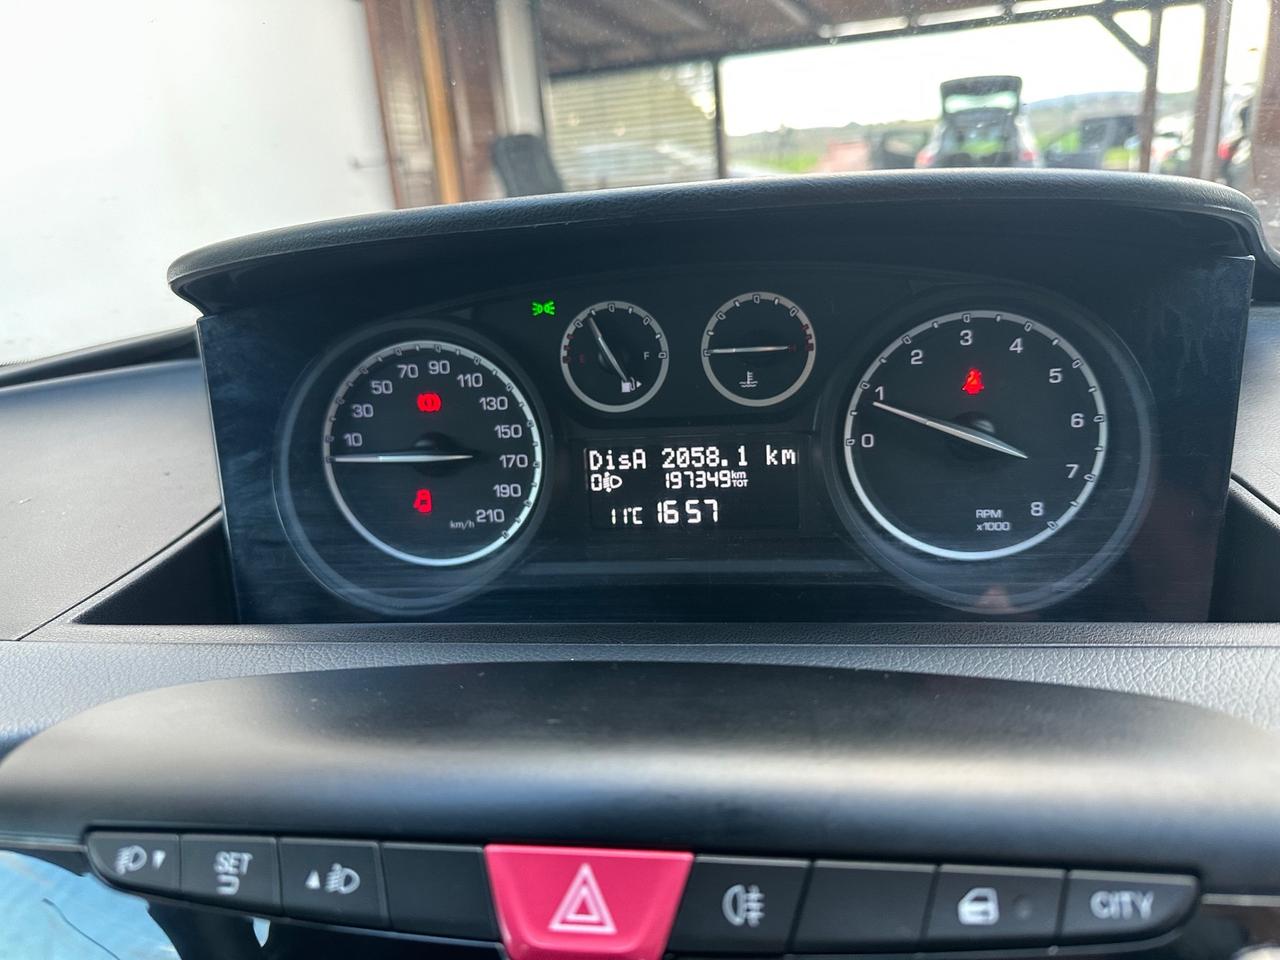 10 30 50 70 90 110 130 150 170 190 210
km/h
E F
H
DisA 2058.1 km
0 197349 km TOT
11°C 16 57
0 1 2 3 4 5 6 7 8
RPM
x1000
SET
CITY